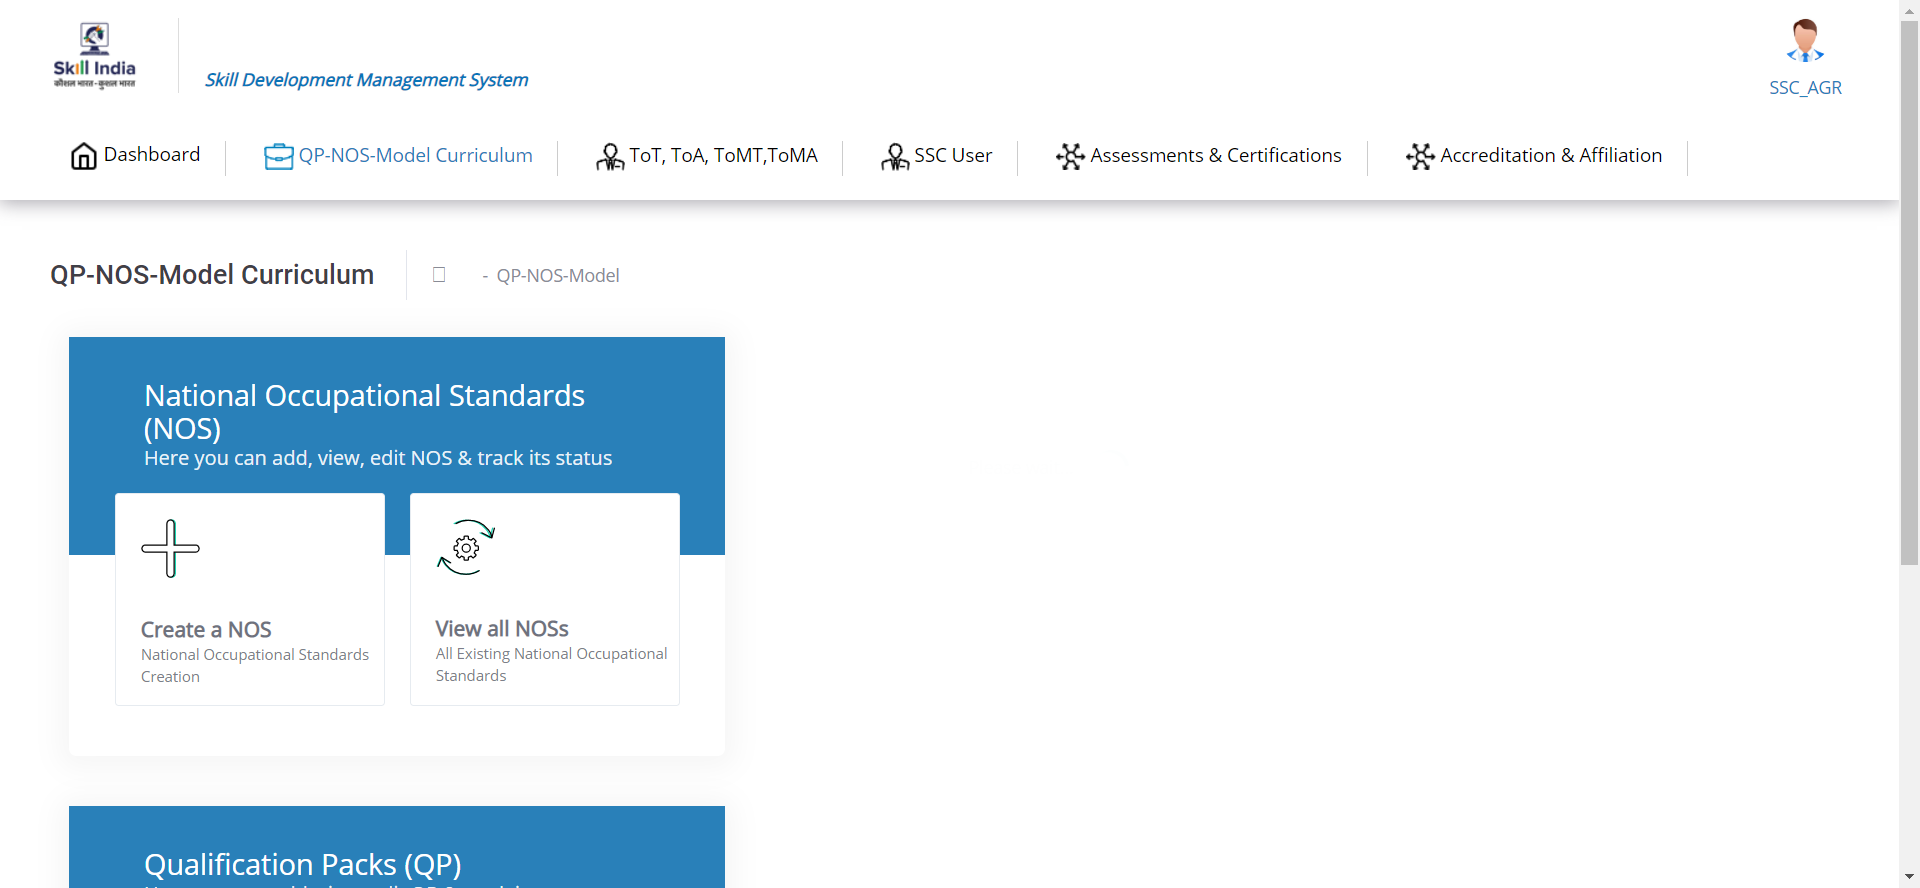 Skill India
कौशल भारत - कुशल भारत
Skill Development Management System
SSC_AGR
Dashboard
QP-NOS-Model Curriculum
ToT, ToA, ToMT,ToMA
SSC User
Assessments & Certifications
Accreditation & Affiliation
QP-NOS-Model Curriculum
- QP-NOS-Model
National Occupational Standards
(NOS)
Here you can add, view, edit NOS & track its status
Create a NOS
National Occupational Standards
Creation
View all NOSs
All Existing National Occupational
Standards
Qualification Packs (QP)